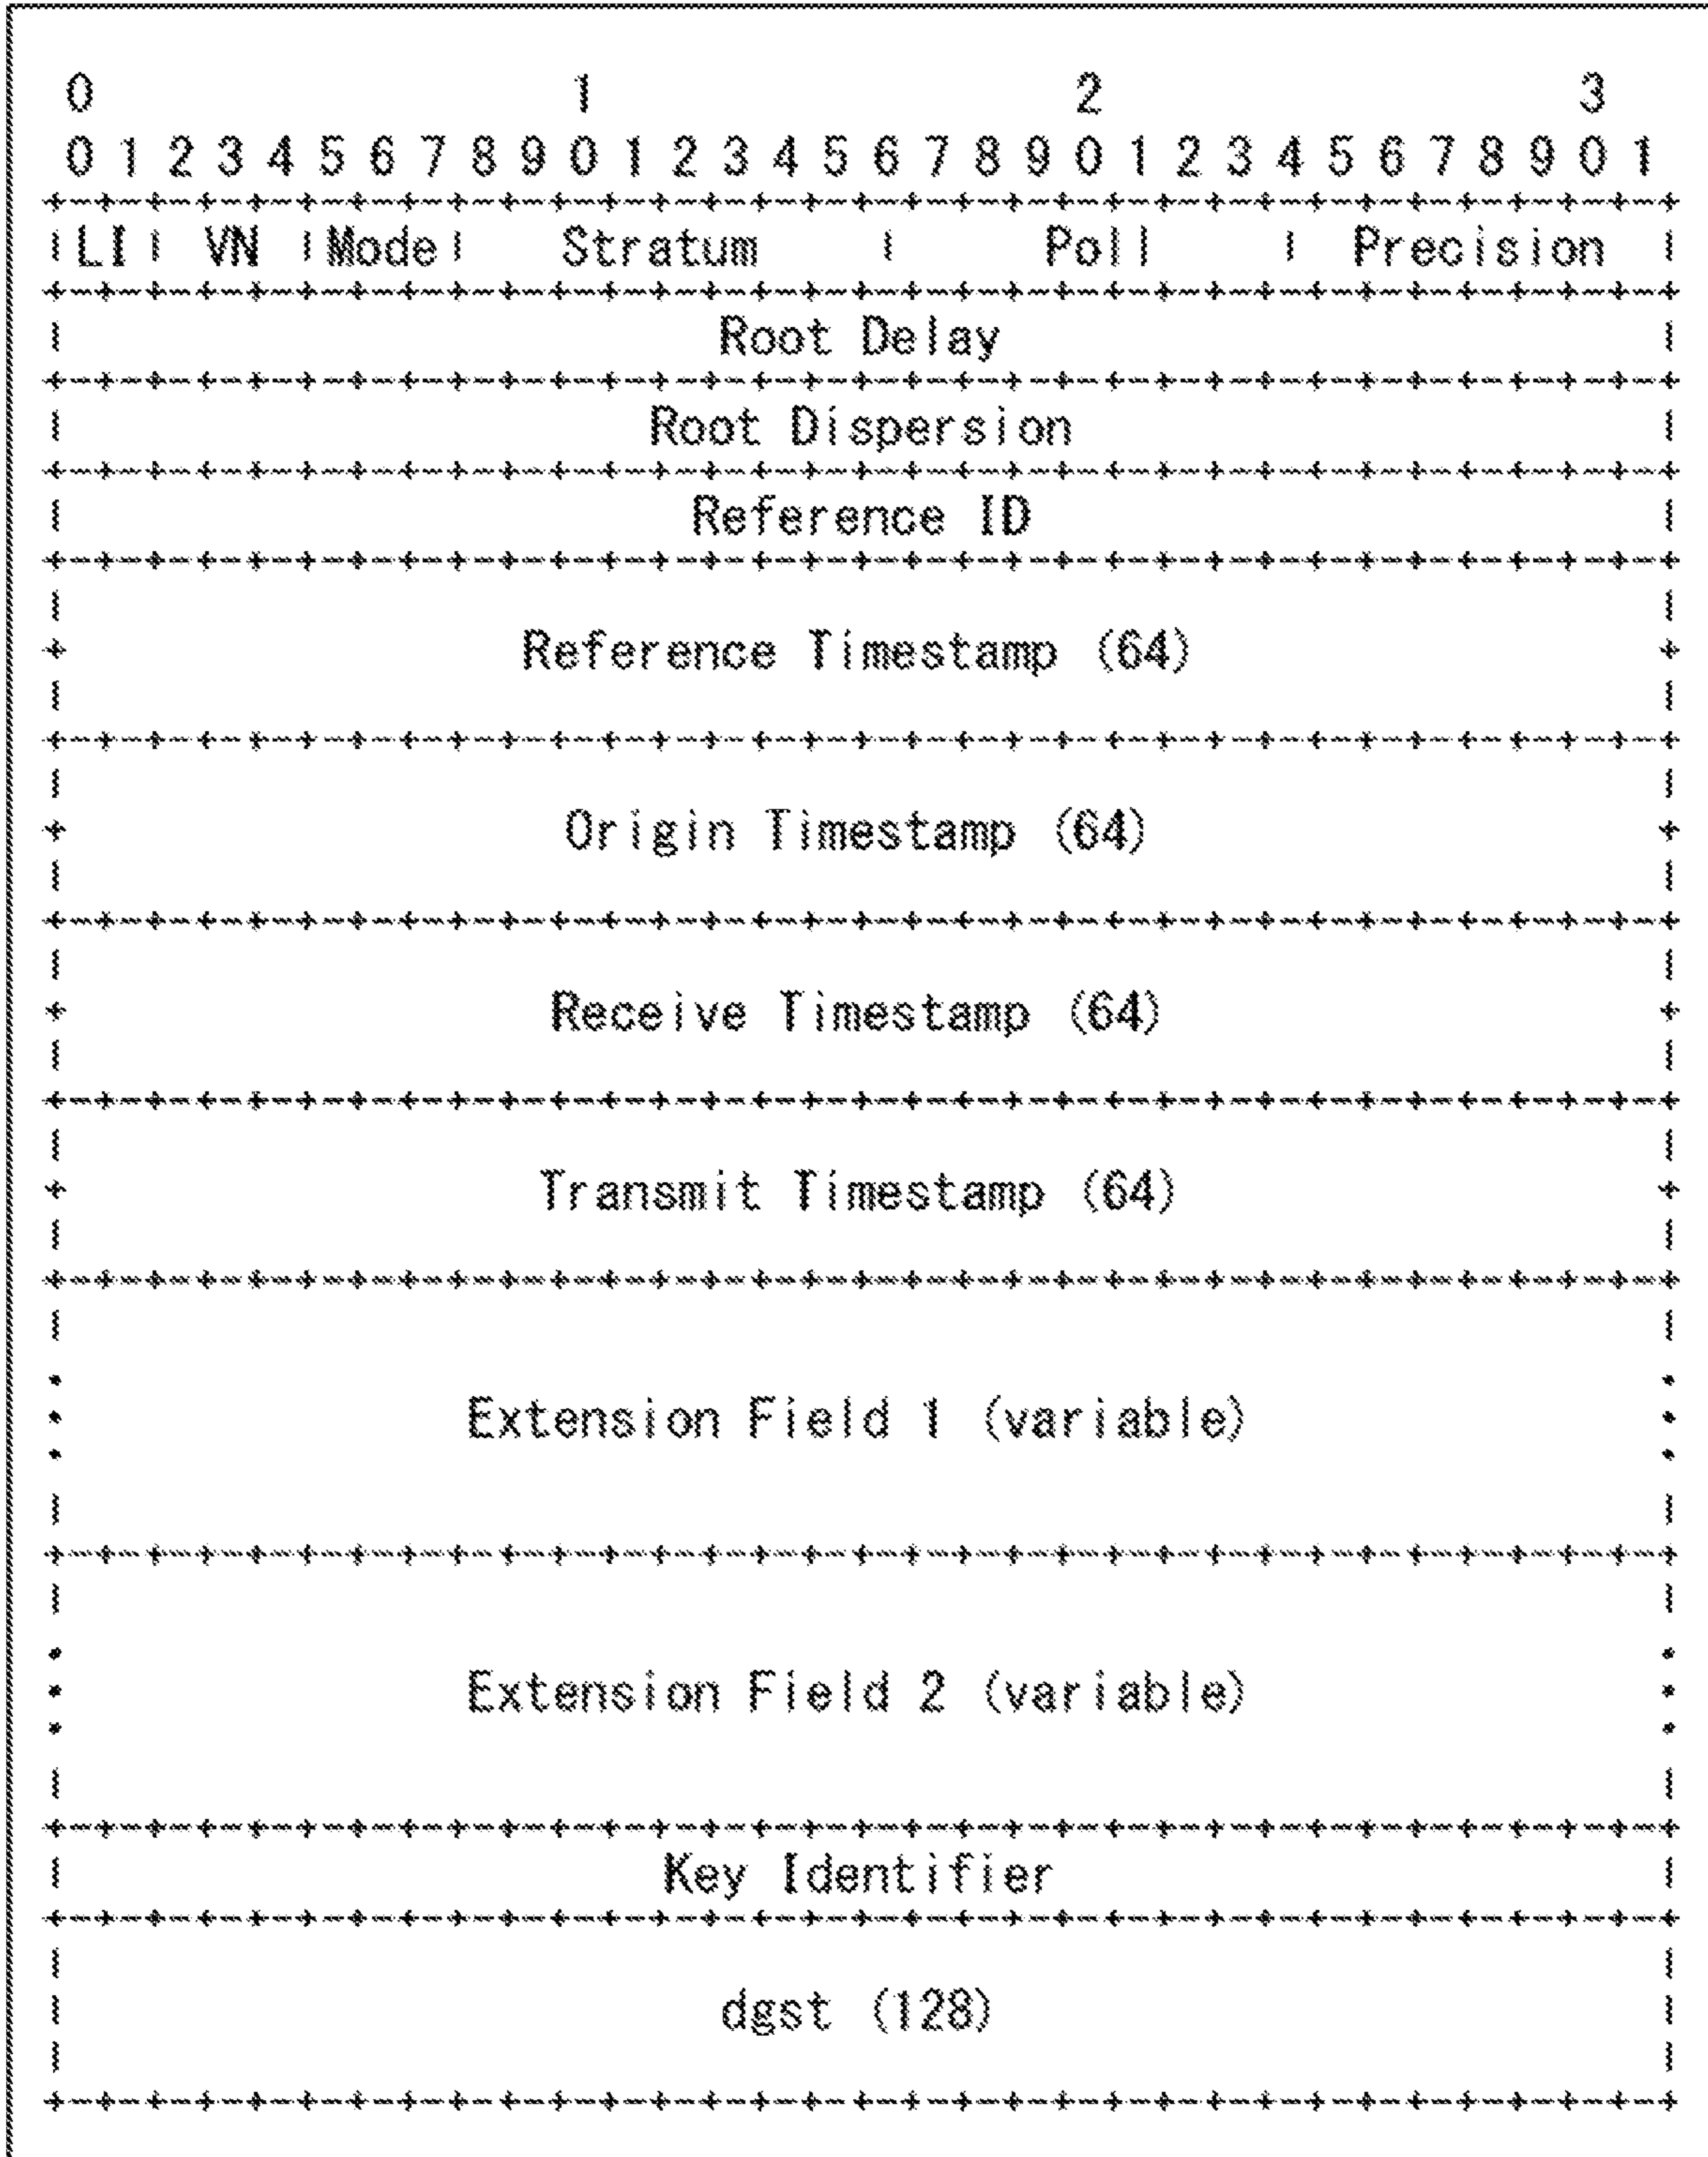 0                   1                   2                   3
0 1 2 3 4 5 6 7 8 9 0 1 2 3 4 5 6 7 8 9 0 1 2 3 4 5 6 7 8 9 0 1
+-+-+-+-+-+-+-+-+-+-+-+-+-+-+-+-+-+-+-+-+-+-+-+-+-+-+-+-+-+-+-+-+
|LI | VN |Mode | Stratum | Poll | Precision |
+-+-+-+-+-+-+-+-+-+-+-+-+-+-+-+-+-+-+-+-+-+-+-+-+-+-+-+-+-+-+-+-+
| Root Delay |
+-+-+-+-+-+-+-+-+-+-+-+-+-+-+-+-+-+-+-+-+-+-+-+-+-+-+-+-+-+-+-+-+
| Root Dispersion |
+-+-+-+-+-+-+-+-+-+-+-+-+-+-+-+-+-+-+-+-+-+-+-+-+-+-+-+-+-+-+-+-+
| Reference ID |
+-+-+-+-+-+-+-+-+-+-+-+-+-+-+-+-+-+-+-+-+-+-+-+-+-+-+-+-+-+-+-+-+
| |
+ Reference Timestamp (64) +
| |
+-+-+-+-+-+-+-+-+-+-+-+-+-+-+-+-+-+-+-+-+-+-+-+-+-+-+-+-+-+-+-+-+
| |
+ Origin Timestamp (64) +
| |
+-+-+-+-+-+-+-+-+-+-+-+-+-+-+-+-+-+-+-+-+-+-+-+-+-+-+-+-+-+-+-+-+
| |
+ Receive Timestamp (64) +
| |
+-+-+-+-+-+-+-+-+-+-+-+-+-+-+-+-+-+-+-+-+-+-+-+-+-+-+-+-+-+-+-+-+
| |
+ Transmit Timestamp (64) +
| |
+-+-+-+-+-+-+-+-+-+-+-+-+-+-+-+-+-+-+-+-+-+-+-+-+-+-+-+-+-+-+-+-+
| |
. .
. Extension Field 1 (variable) .
. .
| |
+-+-+-+-+-+-+-+-+-+-+-+-+-+-+-+-+-+-+-+-+-+-+-+-+-+-+-+-+-+-+-+-+
| |
. .
. Extension Field 2 (variable) .
. .
| |
+-+-+-+-+-+-+-+-+-+-+-+-+-+-+-+-+-+-+-+-+-+-+-+-+-+-+-+-+-+-+-+-+
| Key Identifier |
+-+-+-+-+-+-+-+-+-+-+-+-+-+-+-+-+-+-+-+-+-+-+-+-+-+-+-+-+-+-+-+-+
| |
| dgst (128) |
| |
+-+-+-+-+-+-+-+-+-+-+-+-+-+-+-+-+-+-+-+-+-+-+-+-+-+-+-+-+-+-+-+-+